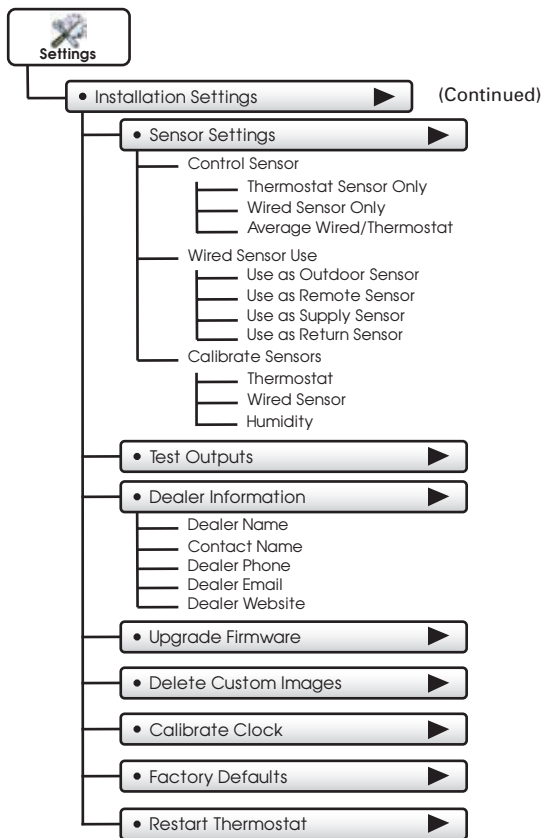 Settings
• Installation Settings (Continued)
• Sensor Settings
Control Sensor
Thermostat Sensor Only
Wired Sensor Only
Average Wired/Thermostat
Wired Sensor Use
Use as Outdoor Sensor
Use as Remote Sensor
Use as Supply Sensor
Use as Return Sensor
Calibrate Sensors
Thermostat
Wired Sensor
Humidity
• Test Outputs
• Dealer Information
Dealer Name
Contact Name
Dealer Phone
Dealer Email
Dealer Website
• Upgrade Firmware
• Delete Custom Images
• Calibrate Clock
• Factory Defaults
• Restart Thermostat